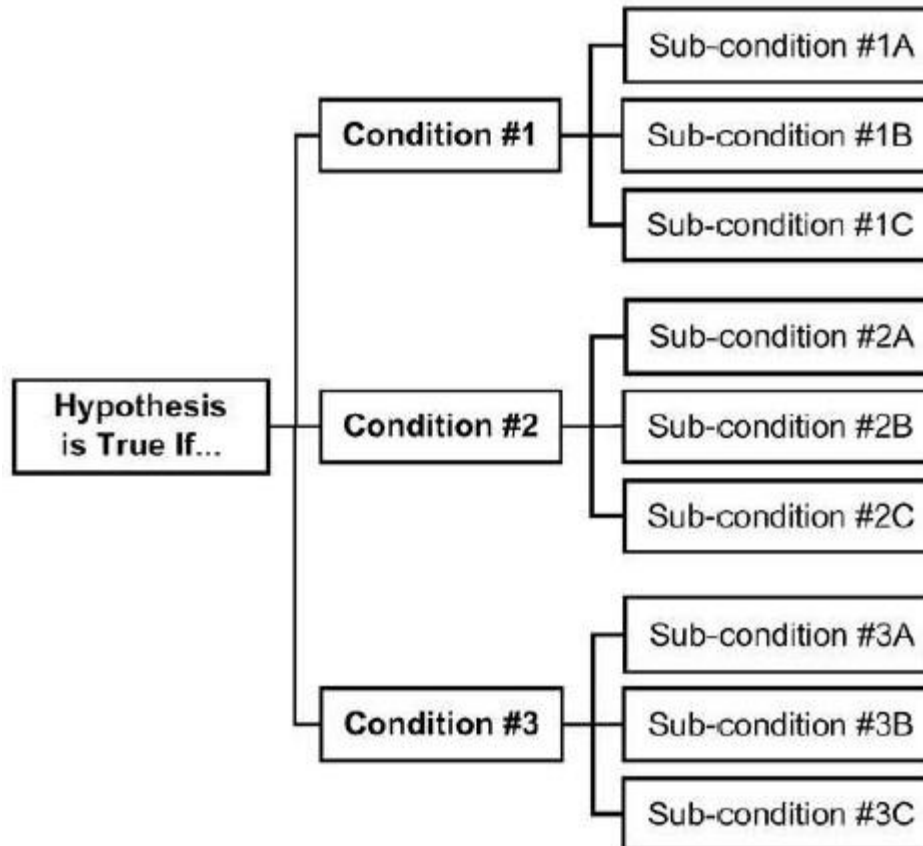 Sub-condition #1A
Condition #1
Sub-condition #1B
Sub-condition #1C
Sub-condition #2A
Hypothesis
is True If...
Condition #2
Sub-condition #2B
Sub-condition #2C
Sub-condition #3A
Condition #3
Sub-condition #3B
Sub-condition #3C